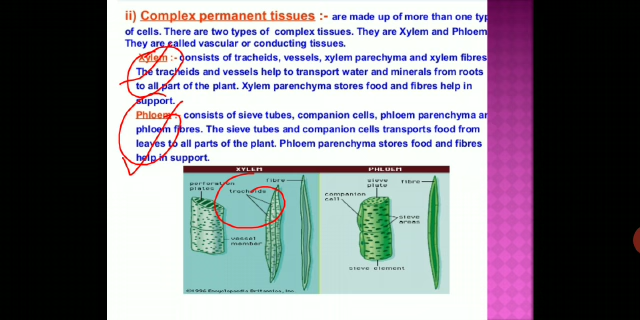 ii) Complex permanent tissues :- are made up of more than one typ
of cells. There are two types of complex tissues. They are Xylem and Phloem
They are called vascular or conducting tissues.
Xylem :- consists of tracheids, vessels, xylem parechyma and xylem fibres
The tracheids and vessels help to transport water and minerals from roots
to all part of the plant. Xylem parenchyma stores food and fibres help in
support.
Phloem :- consists of sieve tubes, companion cells, phloem parenchyma an
phloem fibres. The sieve tubes and companion cells transports food from
leaves to all parts of the plant. Phloem parenchyma stores food and fibres
help in support.
XYLEM
PHLOEM
perforation
plates
tracheids
fibre
vessel
member
sieve
plate
companion
cell
fibre
sieve
areas
sieve element
©1996 Encyclopaedia Britannica, Inc.